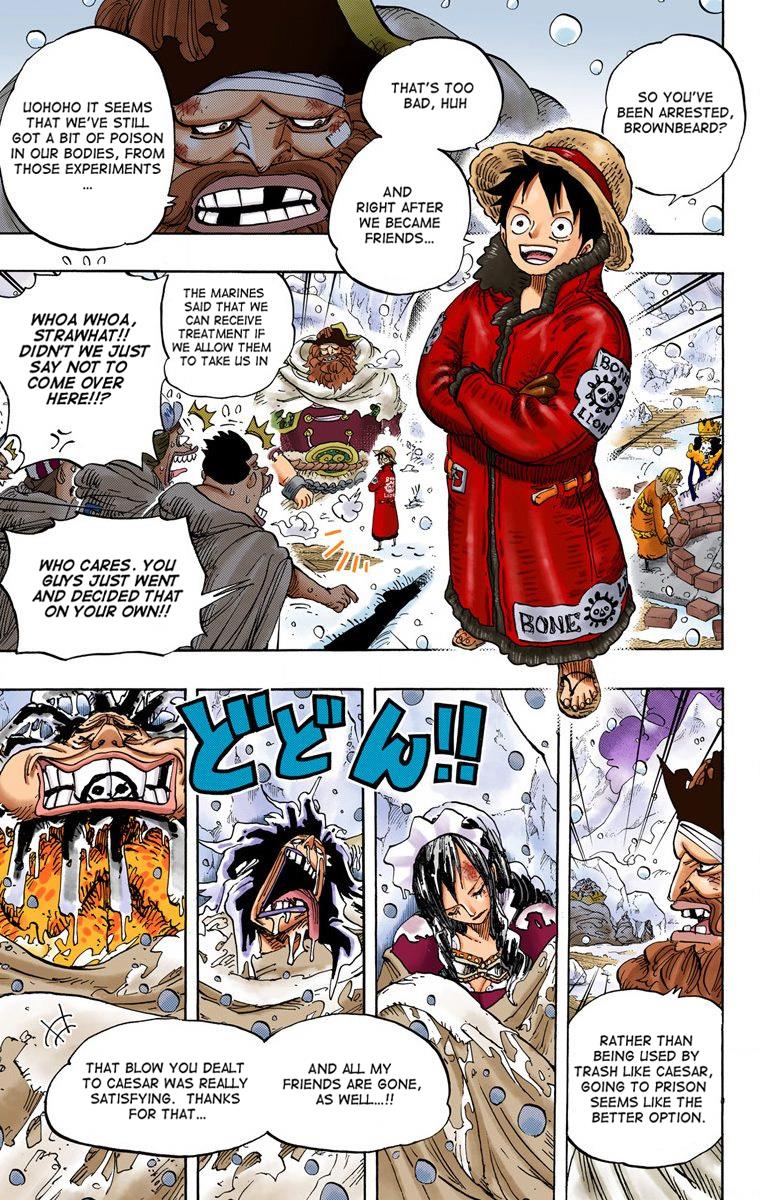 SO YOU'VE
BEEN ARRESTED,
BROWNBEARD?
THAT'S TOO
BAD, HUH
AND
RIGHT AFTER
WE BECAME
FRIENDS...
UOHOHO IT SEEMS
THAT WE'VE STILL
GOT A BIT OF POISON
IN OUR BODIES, FROM
THOSE EXPERIMENTS
...
BONE
LION
BONE
THE MARINES
SAID THAT WE
CAN RECEIVE
TREATMENT IF
WE ALLOW THEM
TO TAKE US IN
WHOA WHOA,
STRAWHAT!!
DIDN'T WE JUST
SAY NOT TO
COME OVER
HERE!!?
WHO CARES. YOU
GUYS JUST WENT
AND DECIDED THAT
ON YOUR OWN!!
RATHER THAN
BEING USED BY
TRASH LIKE CAESAR,
GOING TO PRISON
SEEMS LIKE THE
BETTER OPTION.
どどん!!
AND ALL MY
FRIENDS ARE GONE,
AS WELL...!!
THAT BLOW YOU DEALT
TO CAESAR WAS REALLY
SATISFYING. THANKS
FOR THAT...